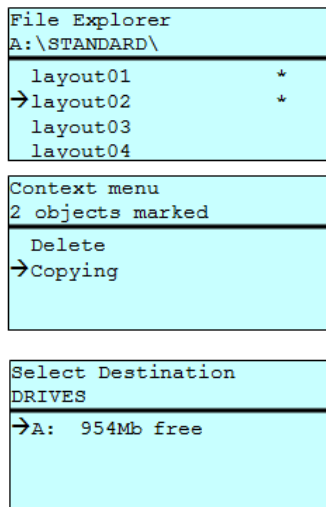 File Explorer
A:\STANDARD\
layout01 *
→layout02 *
layout03
layout04
Context menu
2 objects marked
Delete
→Copying
Select Destination
DRIVES
→A: 954Mb free